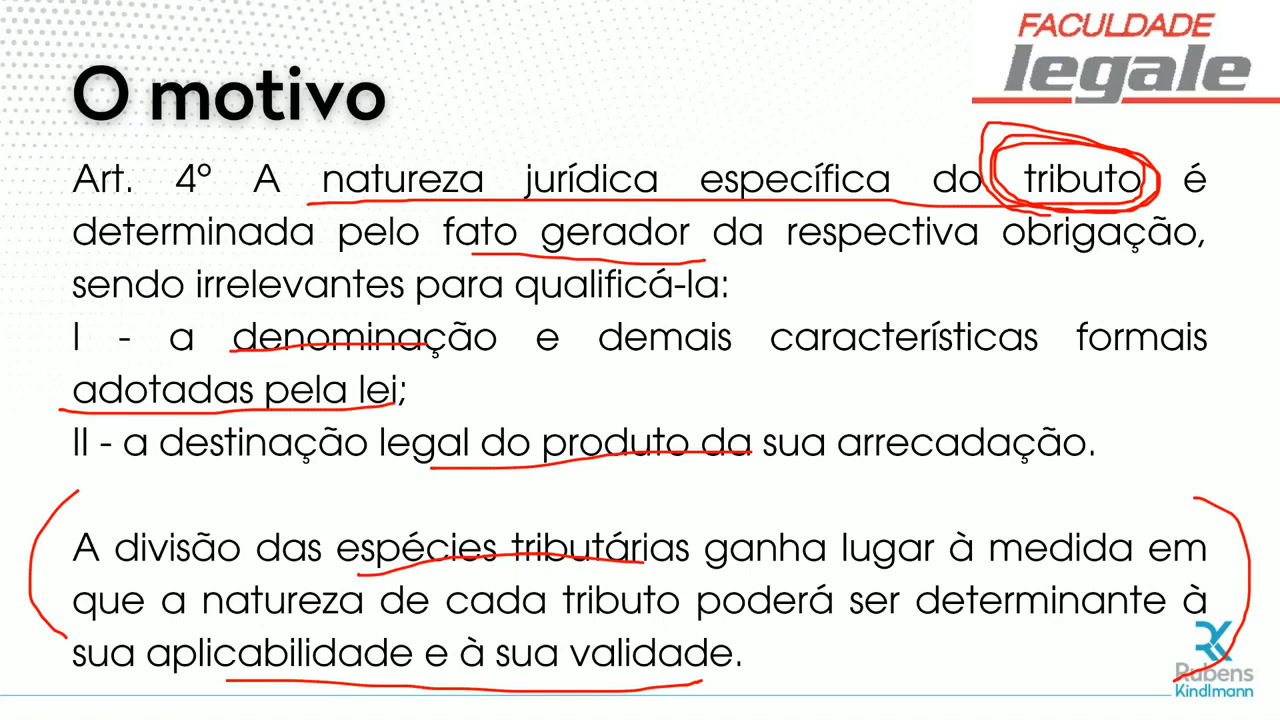 FACULDADE
legale
O motivo
Art. 4º A natureza jurídica específica do tributo é
determinada pelo fato gerador da respectiva obrigação,
sendo irrelevantes para qualificá-la:
I - a denominação e demais características formais
adotadas pela lei;
II - a destinação legal do produto da sua arrecadação.
A divisão das espécies tributárias ganha lugar à medida em
que a natureza de cada tributo poderá ser determinante à
sua aplicabilidade e à sua validade.
RK
Rubens
Kindlmann